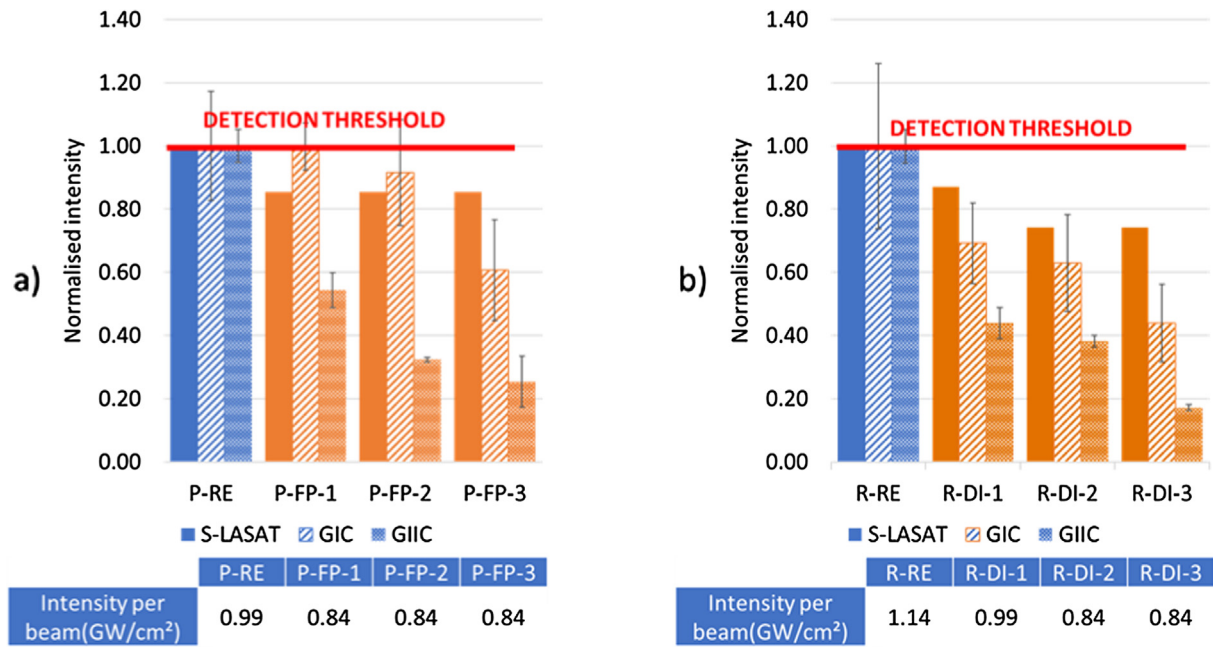 1.40
1.20
1.00
0.80
0.60
0.40
0.20
0.00
Normalised intensity
a)
DETECTION THRESHOLD
P-RE P-FP-1 P-FP-2 P-FP-3
S-LASAT GIC GIIC
P-RE P-FP-1 P-FP-2 P-FP-3
Intensity per
beam(GW/cm²) 0.99 0.84 0.84 0.84
1.40
1.20
1.00
0.80
0.60
0.40
0.20
0.00
Normalised intensity
b)
DETECTION THRESHOLD
R-RE R-DI-1 R-DI-2 R-DI-3
S-LASAT GIC GIIC
R-RE R-DI-1 R-DI-2 R-DI-3
Intensity per
beam(GW/cm²) 1.14 0.99 0.84 0.84